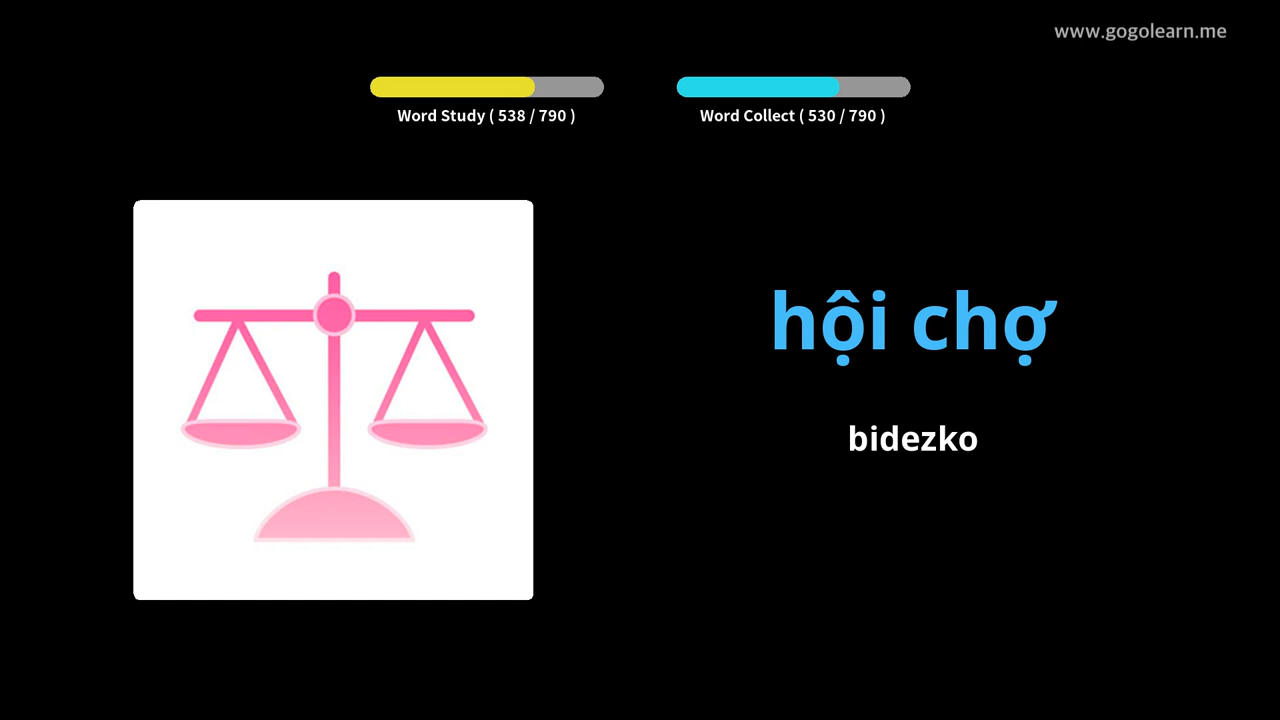 www.gogolearn.me
Word Study ( 538 / 790 )
Word Collect ( 530 / 790 )
hội chợ
bidezko